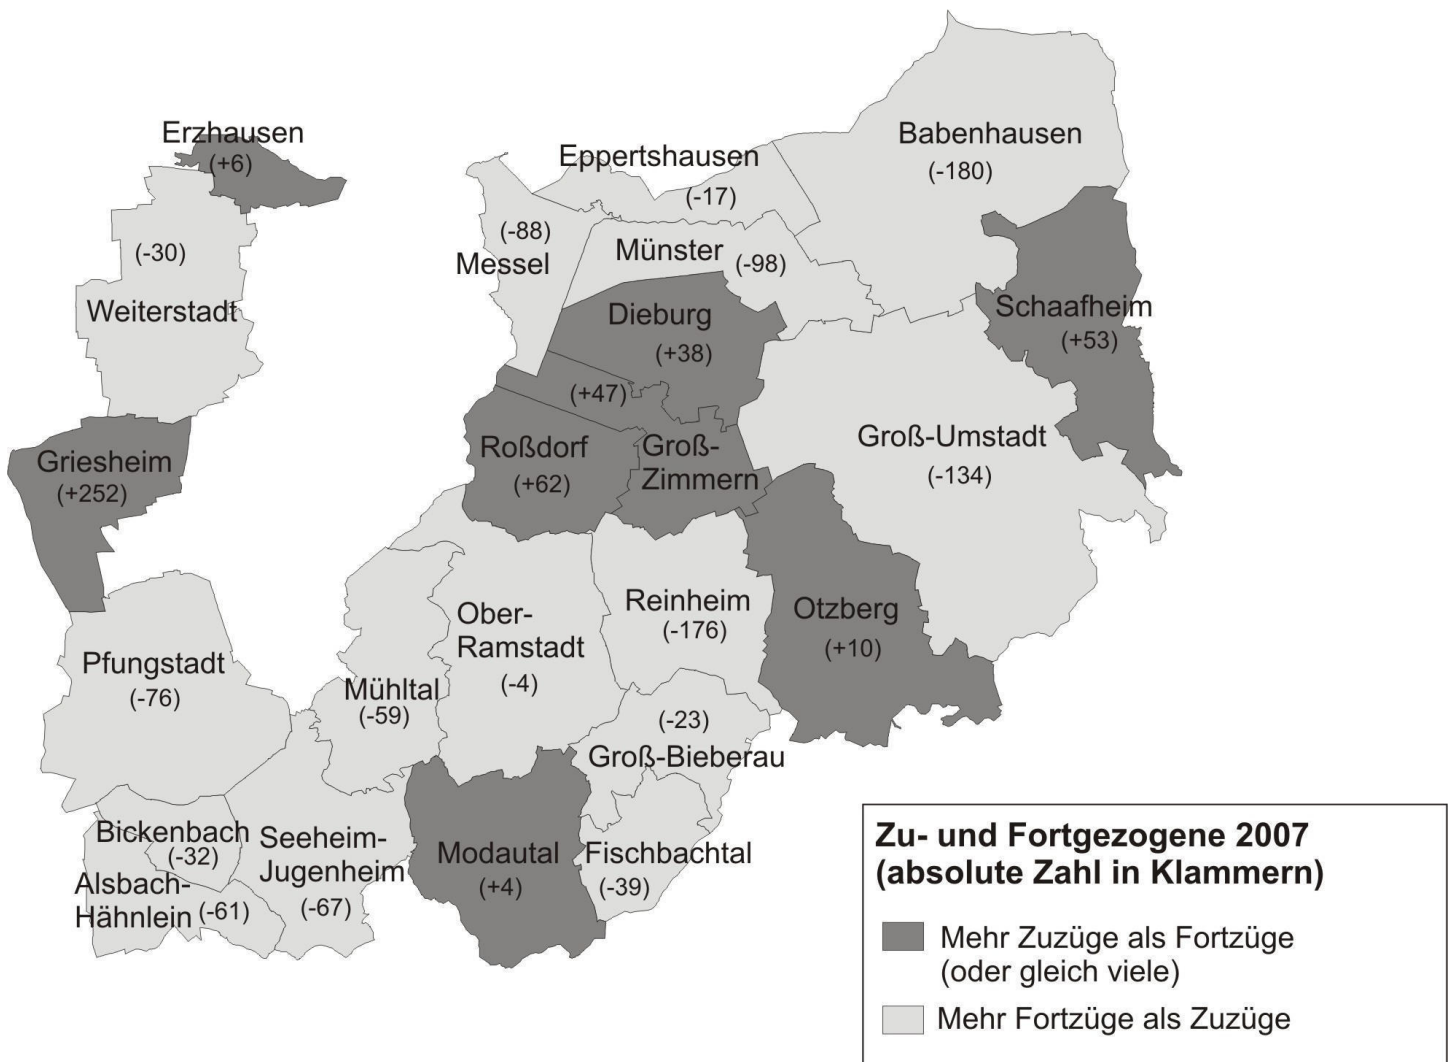 Erzhausen
(+6)
Eppertshausen
(-17)
Babenhausen
(-180)
(-30)
Weiterstadt
(-88)
Messel
Münster
(-98)
Dieburg
(+38)
Schaafheim
(+53)
(+47)
Groß-
Zimmern
Roßdorf
(+62)
Groß-Umstadt
(-134)
Griesheim
(+252)
Ober-
Ramstadt
(-4)
Reinheim
(-176)
Otzberg
(+10)
Pfungstadt
(-76)
Mühltal
(-59)
(-23)
Groß-Bieberau
Bickenbach
(-32)
Alsbach-
Hähnlein (-61)
Seeheim-
Jugenheim
(-67)
Modautal
(+4)
Fischbachtal
(-39)
Zu- und Fortgezogene 2007
(absolute Zahl in Klammern)
Mehr Zuzüge als Fortzüge
(oder gleich viele)
Mehr Fortzüge als Zuzüge